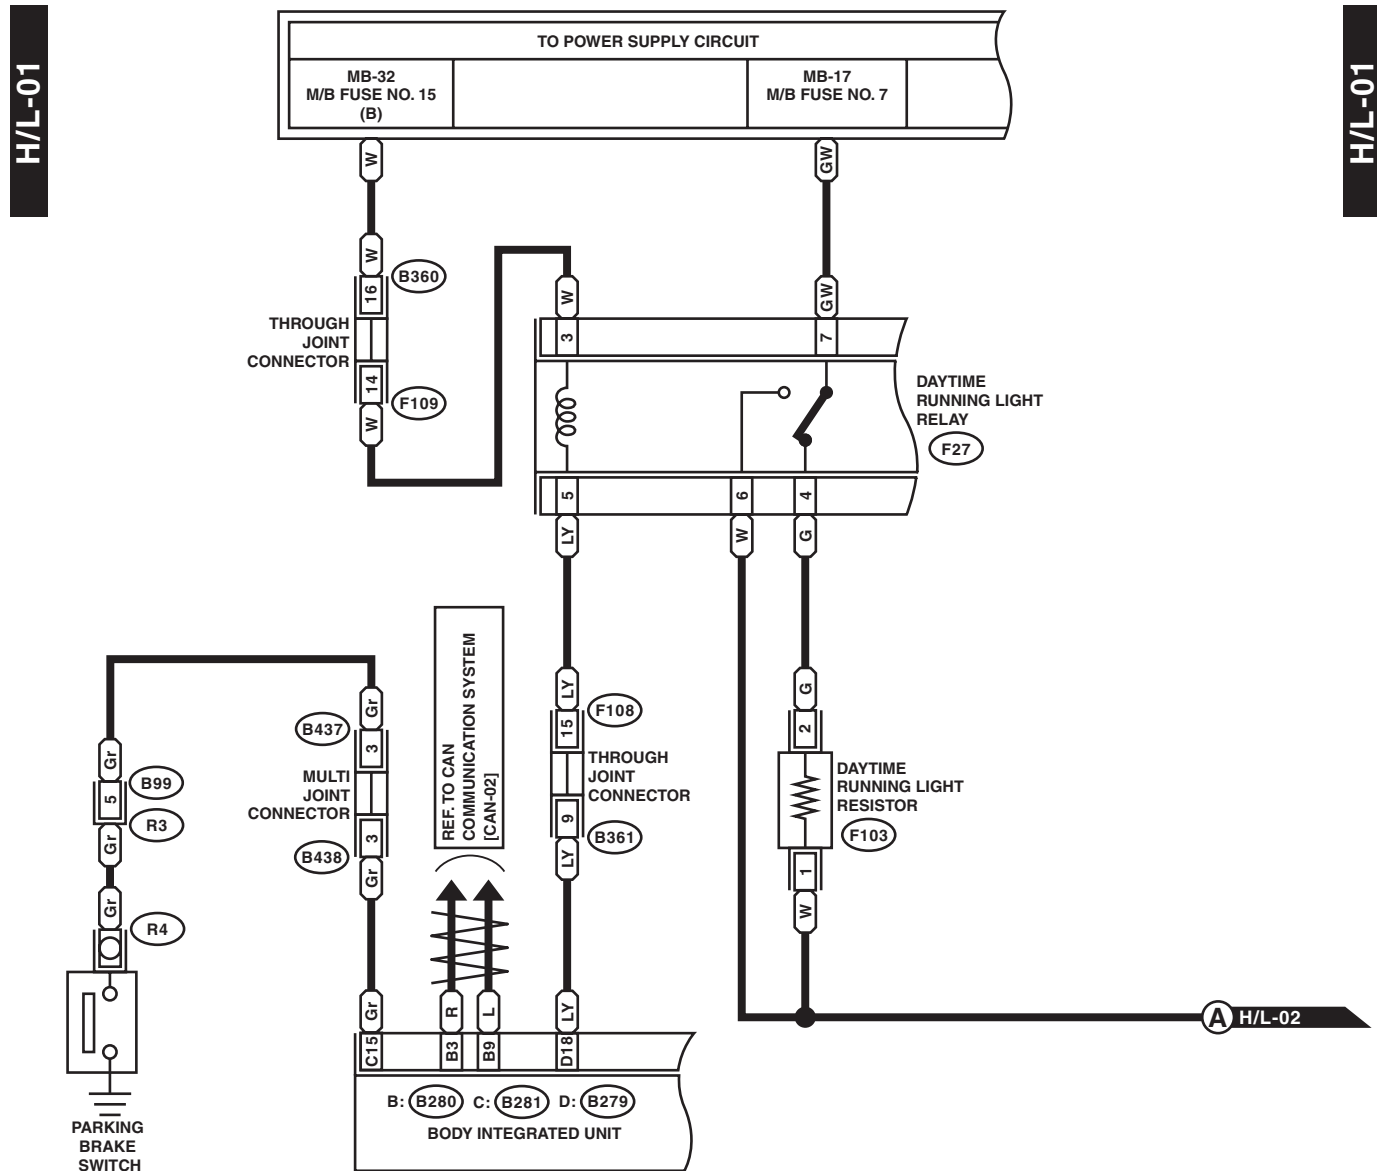 H/L-01
H/L-01
TO POWER SUPPLY CIRCUIT
MB-32
M/B FUSE NO. 15
(B)
MB-17
M/B FUSE NO. 7
W
GW
W
16
B360
THROUGH
JOINT
CONNECTOR
14
F109
W
W
3
GW
7
DAYTIME
RUNNING LIGHT
RELAY
F27
5
6
4
LY
W
G
REF. TO CAN
COMMUNICATION SYSTEM
[CAN-02]
LY
15
F108
THROUGH
JOINT
CONNECTOR
9
B361
LY
G
2
DAYTIME
RUNNING LIGHT
RESISTOR
F103
1
W
Gr
B437
3
MULTI
JOINT
CONNECTOR
3
B438
Gr
Gr
B99
5
R3
Gr
Gr
R4
Gr
R
L
LY
C15
B3
B9
D18
A H/L-02
B: B280 C: B281 D: B279
BODY INTEGRATED UNIT
PARKING
BRAKE
SWITCH